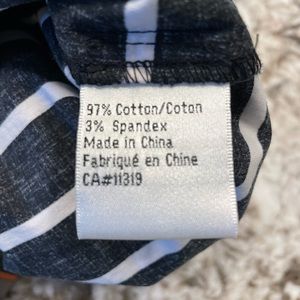 97% Cotton/Coton
3% Spandex
Made in China
Fabriqué en Chine
CA#11319